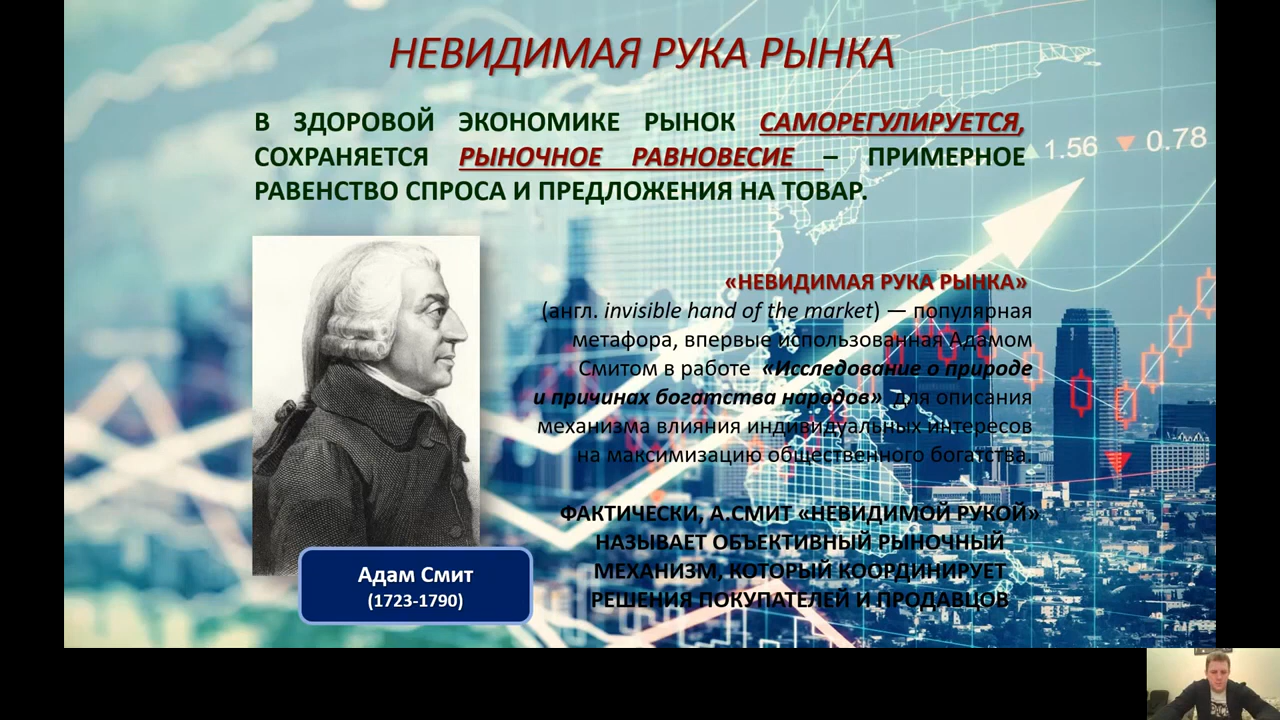 НЕВИДИМАЯ РУКА РЫНКА
В ЗДОРОВОЙ ЭКОНОМИКЕ РЫНОК САМОРЕГУЛИРУЕТСЯ,
СОХРАНЯЕТСЯ РЫНОЧНОЕ РАВНОВЕСИЕ – ПРИМЕРНОЕ
РАВЕНСТВО СПРОСА И ПРЕДЛОЖЕНИЯ НА ТОВАР.
1.56 0.78
«НЕВИДИМАЯ РУКА РЫНКА»
(англ. invisible hand of the market) — популярная
метафора, впервые использованная Адамом
Смитом в работе «Исследование о природе
и причинах богатства народов» для описания
механизма влияния индивидуальных интересов
на максимизацию общественного богатства.
ФАКТИЧЕСКИ, А.СМИТ «НЕВИДИМОЙ РУКОЙ»
НАЗЫВАЕТ ОБЪЕКТИВНЫЙ РЫНОЧНЫЙ
МЕХАНИЗМ, КОТОРЫЙ КООРДИНИРУЕТ
РЕШЕНИЯ ПОКУПАТЕЛЕЙ И ПРОДАВЦОВ
Адам Смит
(1723-1790)